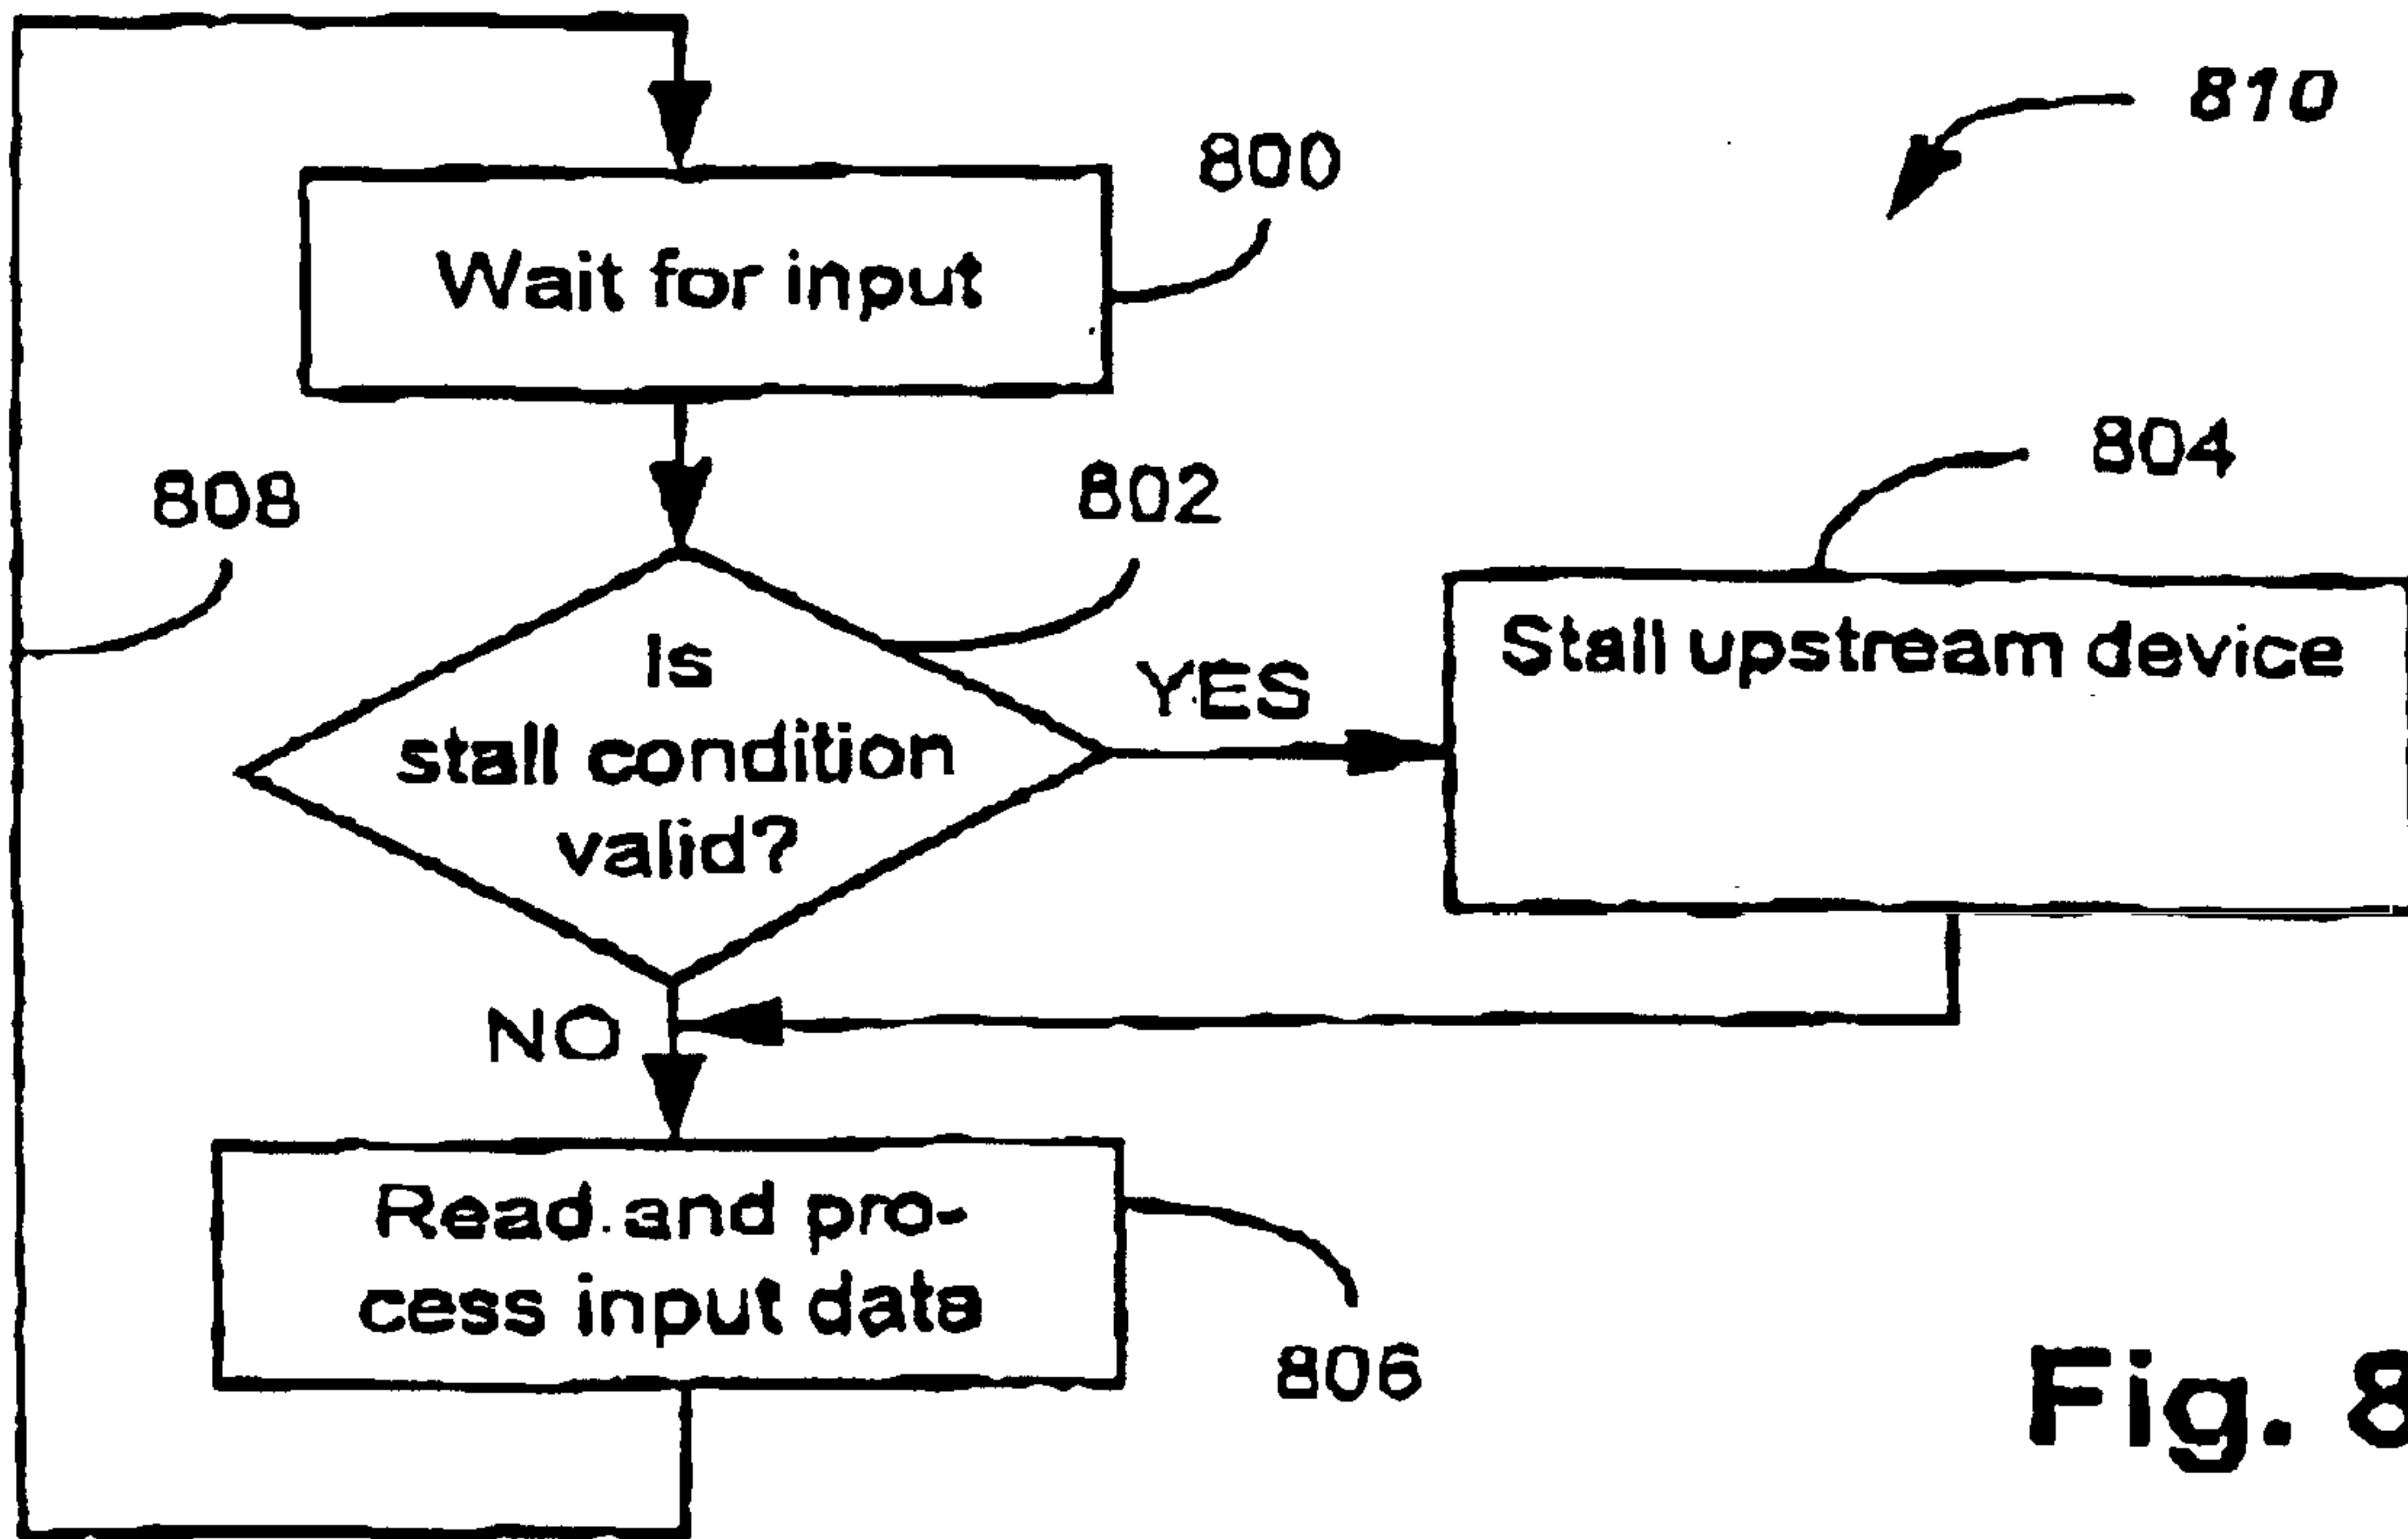 810
800
Wait for input
808
802
804
Is
stall condition
valid?
YES
Stall upstream device
NO
Read and pro-
cess input data
806
Fig. 8